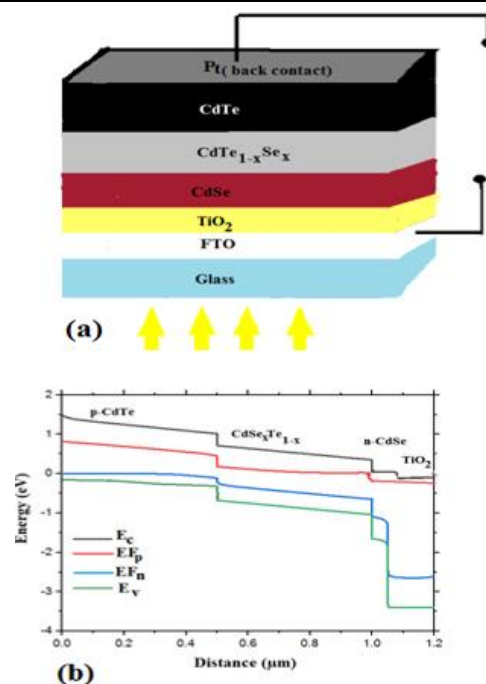 Pt( back contact)
CdTe
CdTe1-xSex
CdSe
TiO2
FTO
Glass
(a)
p-CdTe
CdSexTe1-x
n-CdSe
TiO2
Energy (eV)
2
1
0
-1
-2
-3
-4
Ec
EFp
EFn
Ev
0.0 0.2 0.4 0.6 0.8 1.0 1.2
Distance (µm)
(b)